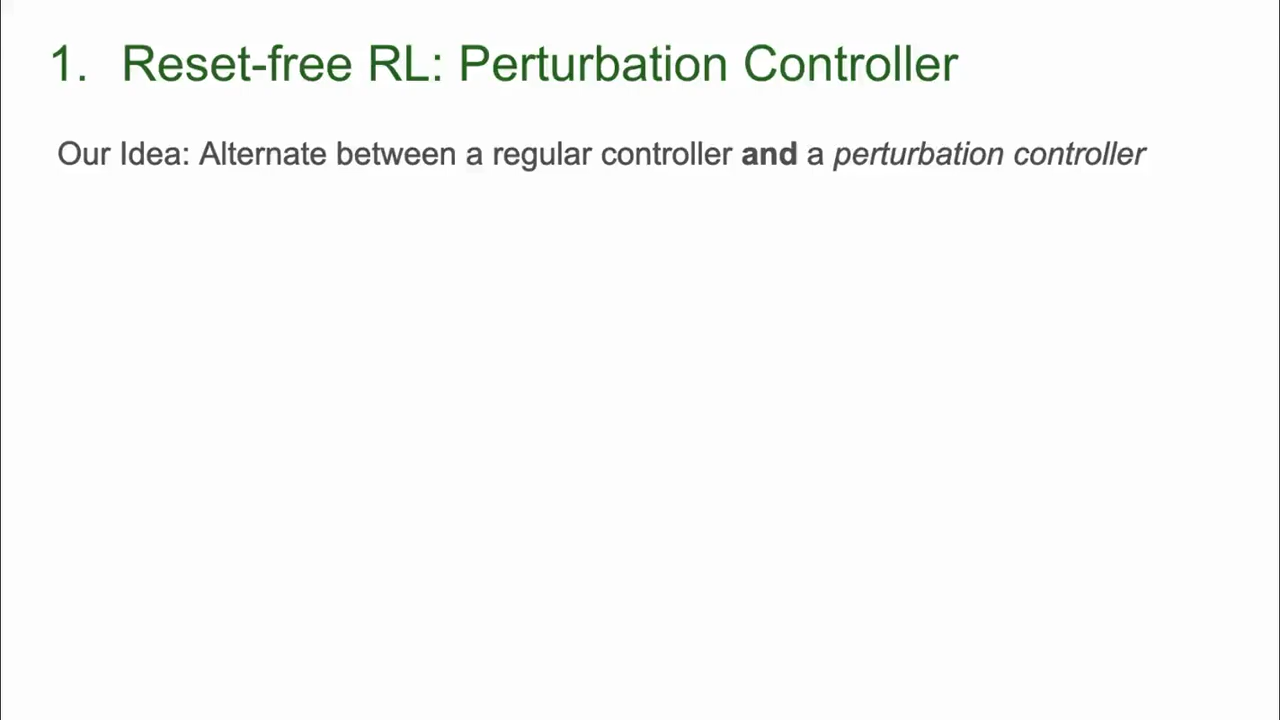 1. Reset-free RL: Perturbation Controller
Our Idea: Alternate between a regular controller and a perturbation controller